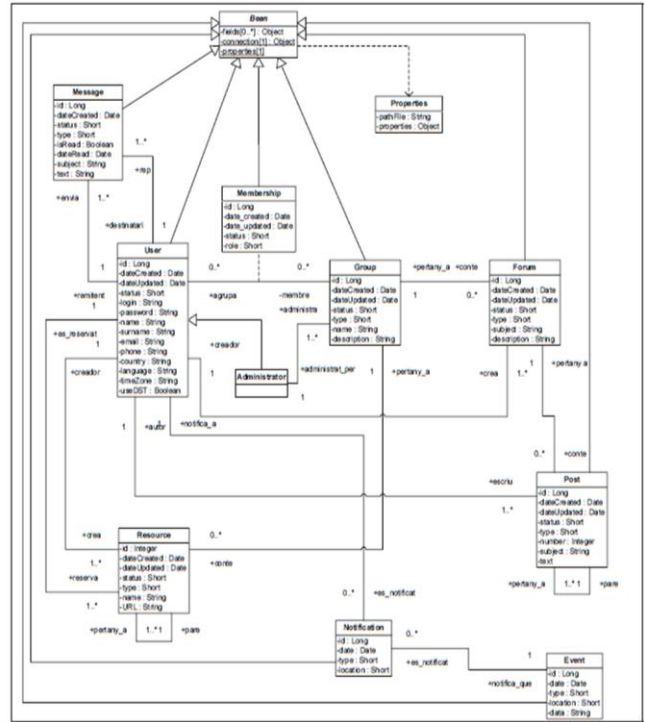 Bean
-fields[0..*] : Object
-connection[1] : Object
-properties[1]
Message
-id : Long
-dateCreated : Date
-status : Short
-type : Short
-isRead : Boolean
-dateRead : Date
-subject : String
-text : String
Properties
-pathFile : String
-properties : Object
1..*
+rep
+envia
1..*
+destinatari
1
Membership
-id : Long
-date_created : Date
-date_updated : Date
-status : Short
-role : Short
1
+remitent
1
User
-id : Long
-dateCreated : Date
-dateUpdated : Date
-status : Short
-login : String
-password : String
-name : String
-surname : String
-email : String
-phone : String
-country : String
-language : String
-timeZone : String
-useDST : Boolean
0..*
+agrupa
0..*
-membre
+administra
1..*
Group
-id : Long
-dateCreated : Date
-dateUpdated : Date
-status : Short
-type : Short
-name : String
-description : String
+pertany_a
+conte
1
0..*
Forum
-id : Long
-dateCreated : Date
-dateUpdated : Date
-status : Short
-type : Short
-subject : String
-description : String
+es_reservat
1
+creador
+creador
1
Administrator
+administrat_per
1
1
+pertany_a
+crea
1..*
1
+pertany a
1
+autor
1
+notifica_a
0..*
+conte
+escriu
1..*
Post
-id : Long
-dateCreated : Date
-dateUpdated : Date
-status : Short
-type : Short
-number : Integer
-subject : String
-text
+pertany_a
1..*
1
+pare
+crea
1..*
+reserva
1..*
Resource
-id : Integer
-dateCreated : Date
-dateUpdated : Date
-status : Short
-type : Short
-name : String
-URL : String
0..*
+conte
+pertany_a
1..*
1
+pare
0..*
+es_notificat
Notification
-id : Long
-date : Date
-type : Short
-location : Short
0..*
+es_notificat
1
+notifica_que
Event
-id : Long
-date : Date
-type : Short
-location : Short
-data : String